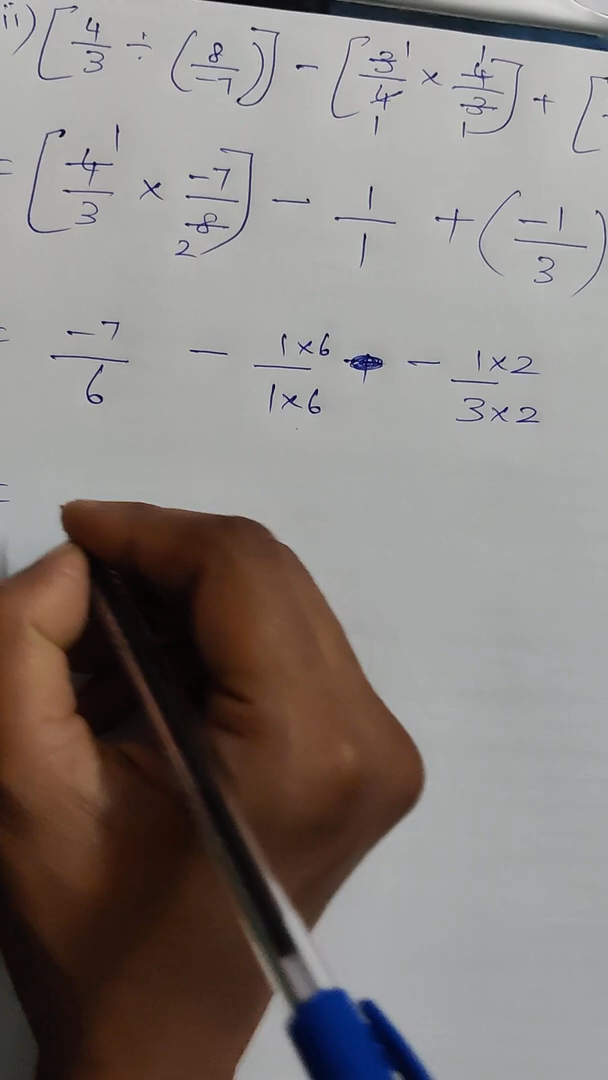 ii) [4/3 ÷ (8/-7)] - [3/4 × 4/3] + [
= [4/3 × -7/8] - 1/1 + (-1/3)
= -7/6 - 1×6/1×6 - 1×2/3×2
=